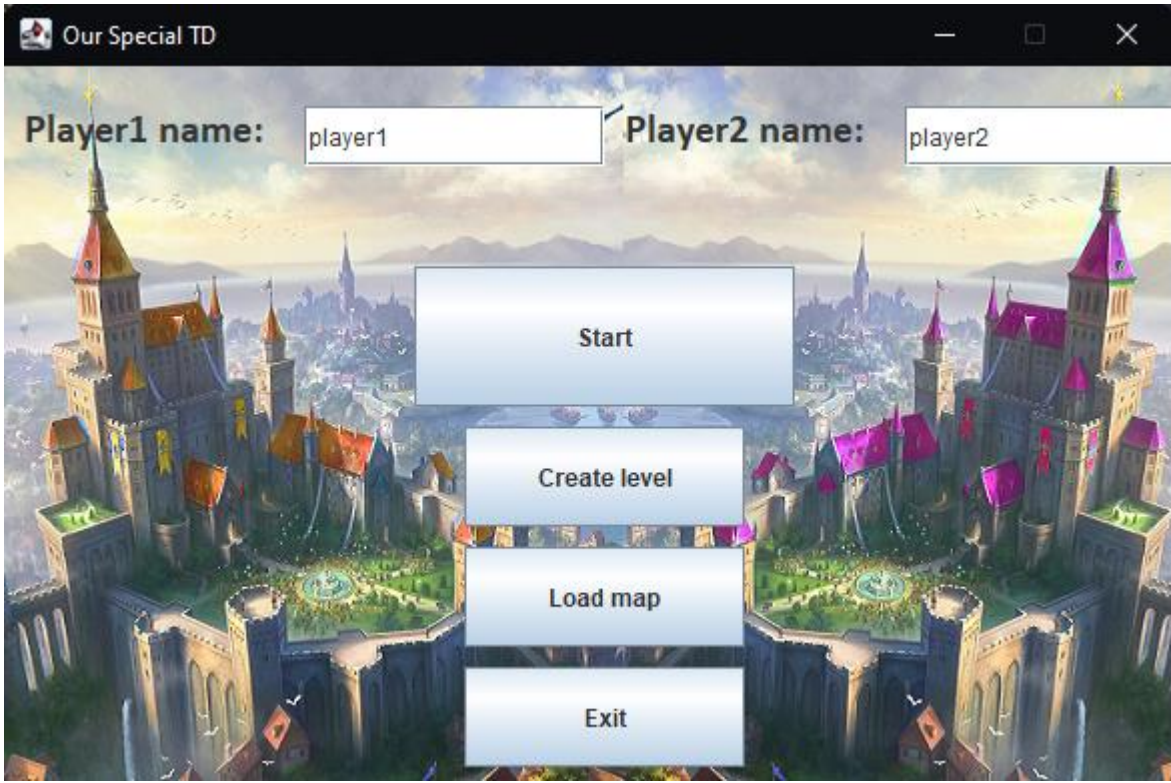 Our Special TD
Player1 name: player1 Player2 name: player2
Start
Create level
Load map
Exit